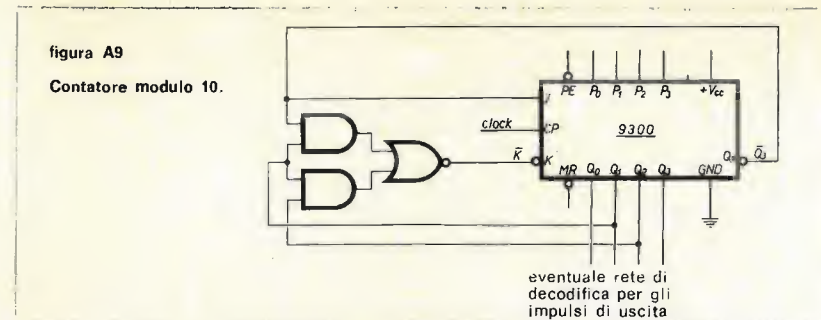 figura A9
Contatore modulo 10.
PE P₀ P₁ P₂ P₃ +Vcc
J
clock CP 9300
K̄ K Q̄₃
MR Q₀ Q₁ Q₂ Q₃ GND
eventuale rete di
decodifica per gli
impulsi di uscita